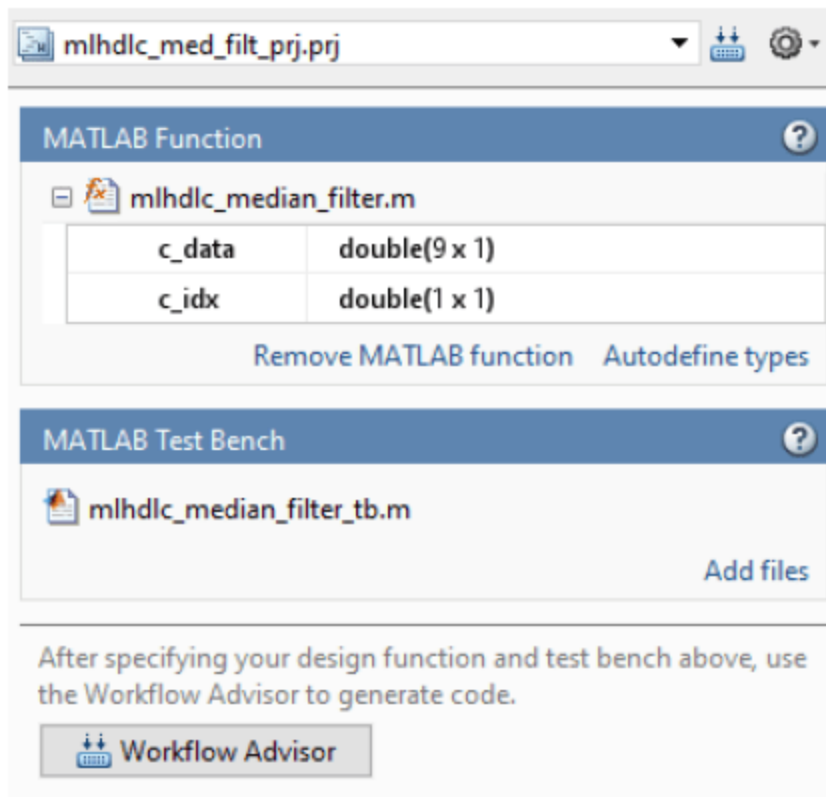 mlhdlc_med_filt_prj.prj
MATLAB Function
mlhdlc_median_filter.m
c_data double(9 x 1)
c_idx double(1 x 1)
Remove MATLAB function Autodefine types
MATLAB Test Bench
mlhdlc_median_filter_tb.m
Add files
After specifying your design function and test bench above, use
the Workflow Advisor to generate code.
Workflow Advisor